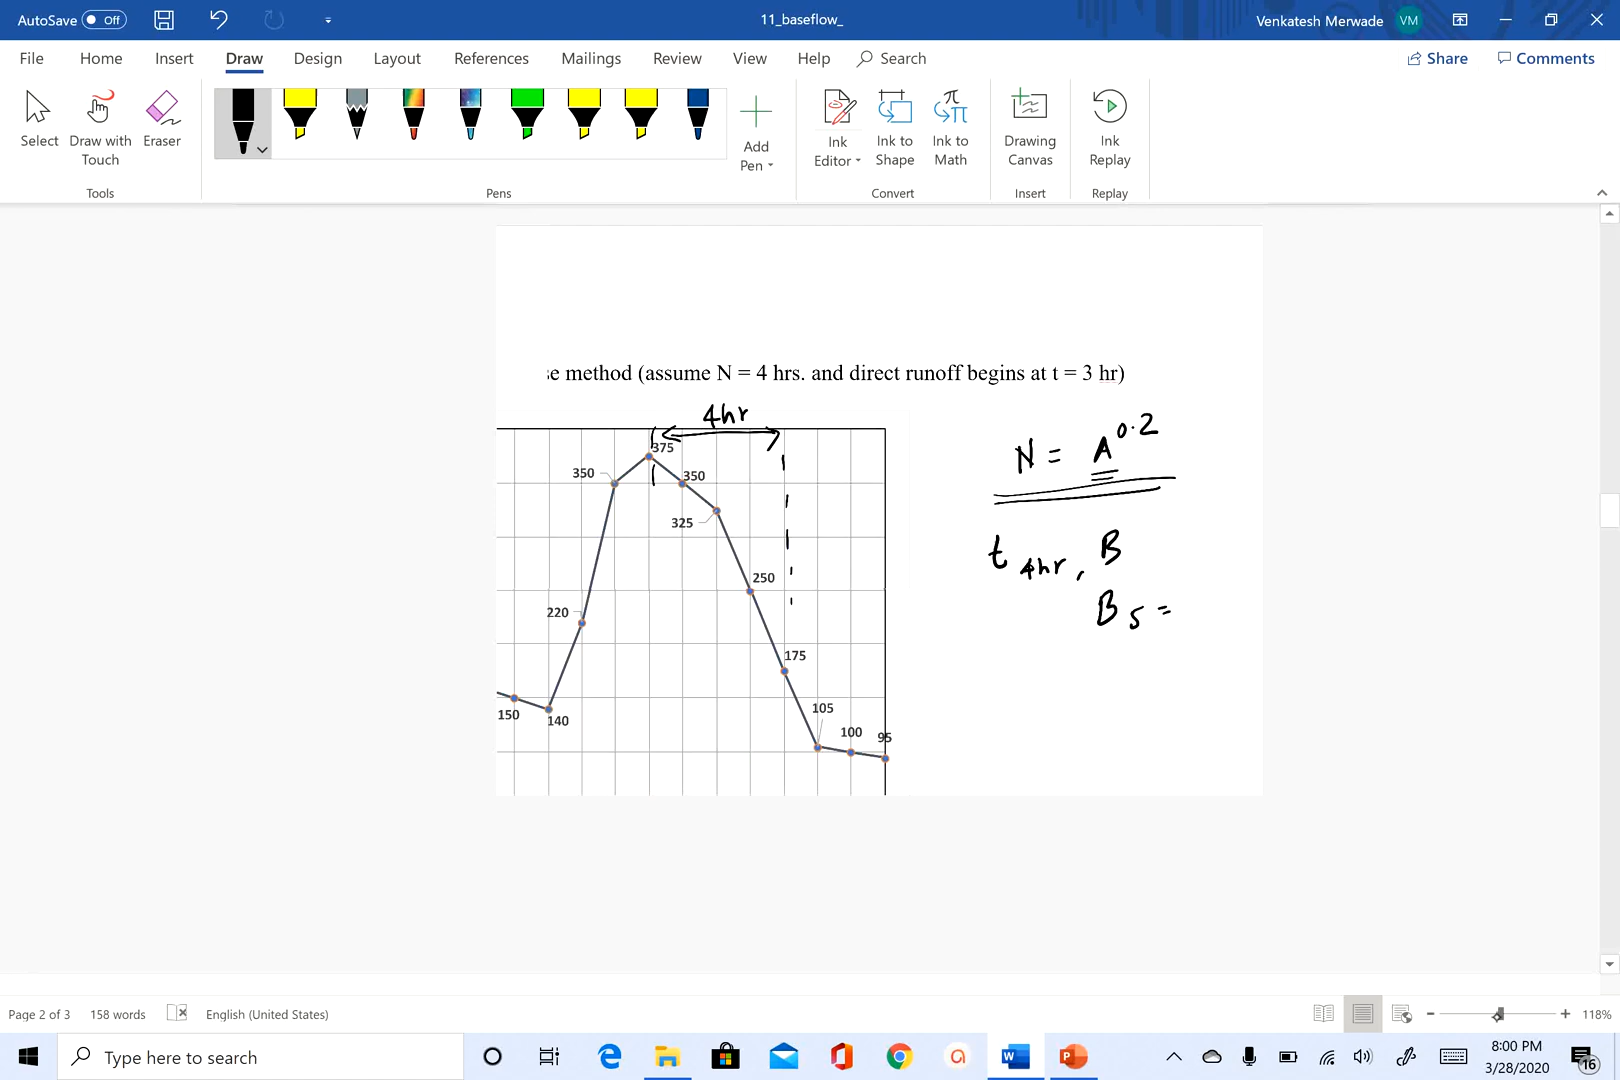 AutoSave Off 11_baseflow_ Venkatesh Merwade VM
File Home Insert Draw Design Layout References Mailings Review View Help Search Share Comments
Select Draw with Touch Eraser Add Pen Ink Editor Ink to Shape Ink to Math Drawing Canvas Ink Replay
Tools Pens Convert Insert Replay
e method (assume N = 4 hrs. and direct runoff begins at t = 3 hr)
4hr
375
350
350
325
250
220
175
150
140
105
100
95
N = A^0.2
t 4hr, B
B5 =
Page 2 of 3 158 words English (United States) 118%
Type here to search
8:00 PM
3/28/2020
16